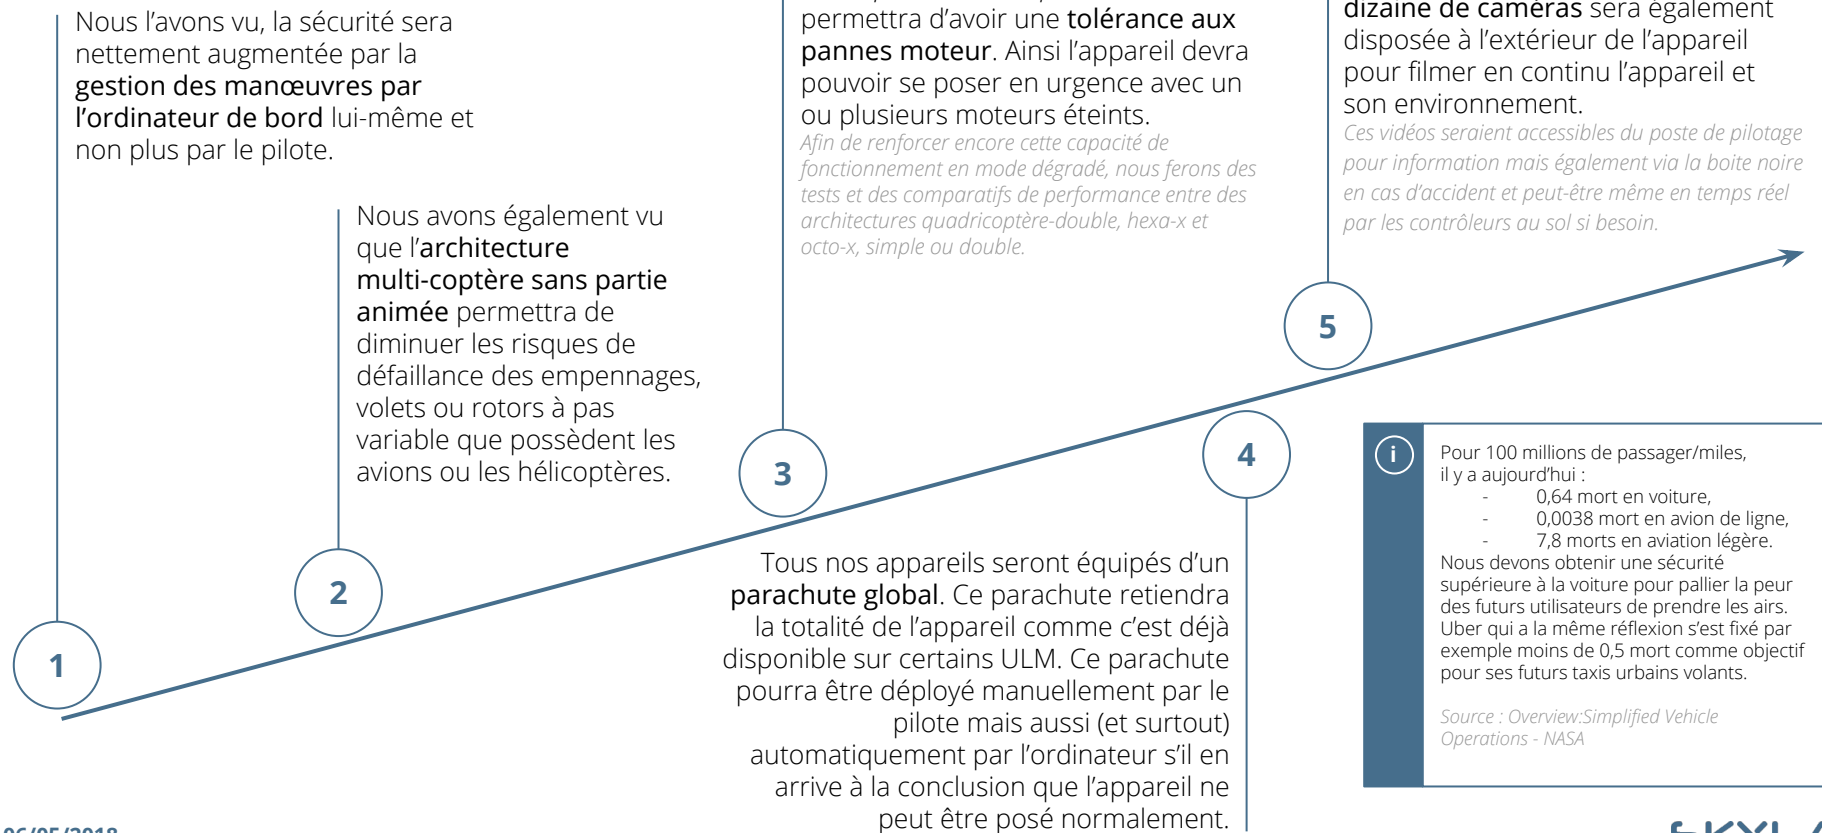 Nous l’avons vu, la sécurité sera
nettement augmentée par la
gestion des manœuvres par
l’ordinateur de bord lui-même et
non plus par le pilote.
1
Nous avons également vu
que l’architecture
multi-coptère sans partie
animée permettra de
diminuer les risques de
défaillance des empennages,
volets ou rotors à pas
variable que possèdent les
avions ou les hélicoptères.
2
permettra d’avoir une tolérance aux
pannes moteur. Ainsi l’appareil devra
pouvoir se poser en urgence avec un
ou plusieurs moteurs éteints.
Afin de renforcer encore cette capacité de
fonctionnement en mode dégradé, nous ferons des
tests et des comparatifs de performance entre des
architectures quadricoptère-double, hexa-x et
octo-x, simple ou double.
3
Tous nos appareils seront équipés d’un
parachute global. Ce parachute retiendra
la totalité de l’appareil comme c’est déjà
disponible sur certains ULM. Ce parachute
pourra être déployé manuellement par le
pilote mais aussi (et surtout)
automatiquement par l’ordinateur s’il en
arrive à la conclusion que l’appareil ne
peut être posé normalement.
4
dizaine de caméras sera également
disposée à l’extérieur de l’appareil
pour filmer en continu l’appareil et
son environnement.
Ces vidéos seraient accessibles du poste de pilotage
pour information mais également via la boite noire
en cas d’accident et peut-être même en temps réel
par les contrôleurs au sol si besoin.
5
i
Pour 100 millions de passager/miles,
il y a aujourd’hui :
- 0,64 mort en voiture,
- 0,0038 mort en avion de ligne,
- 7,8 morts en aviation légère.
Nous devons obtenir une sécurité
supérieure à la voiture pour pallier la peur
des futurs utilisateurs de prendre les airs.
Uber qui a la même réflexion s’est fixé par
exemple moins de 0,5 mort comme objectif
pour ses futurs taxis urbains volants.
Source : Overview:Simplified Vehicle
Operations - NASA
06/05/2018